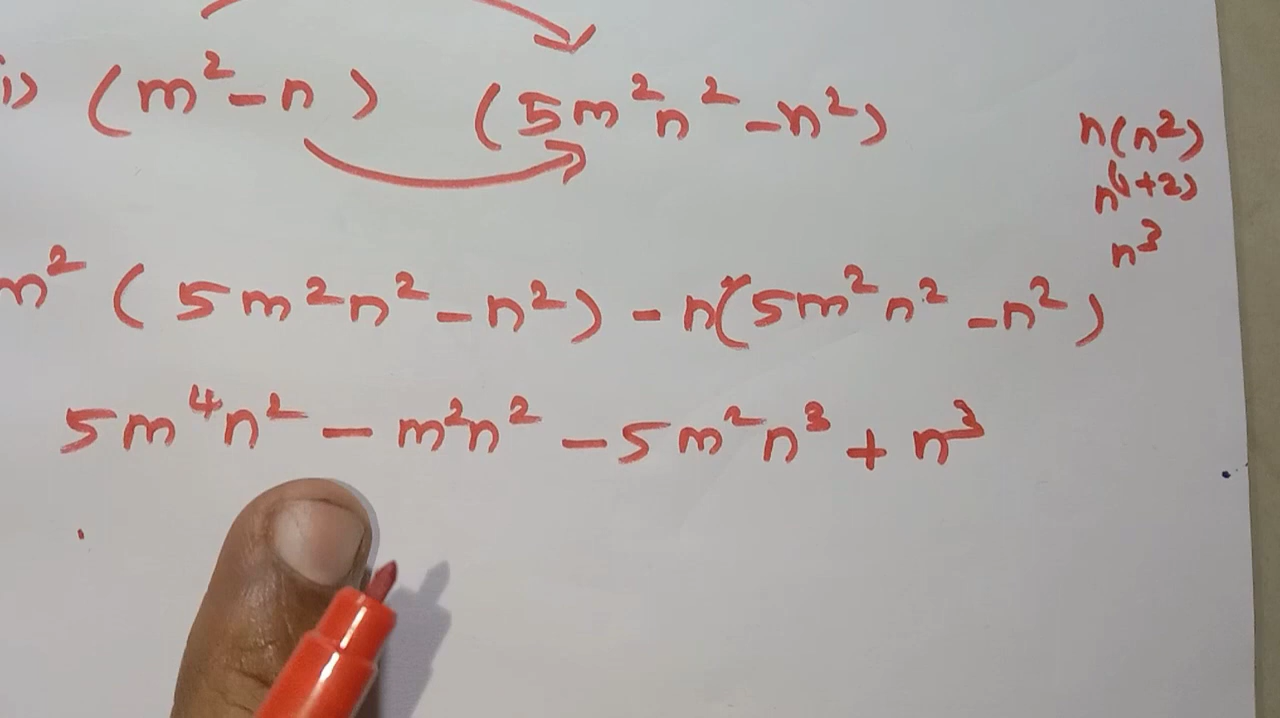 i) (m² - n) (5m²n² - n²)
n(n²)
n⁽¹⁺²⁾
n³
m² (5m²n² - n²) - n(5m²n² - n²)
5m⁴n² - m²n² - 5m²n³ + n³